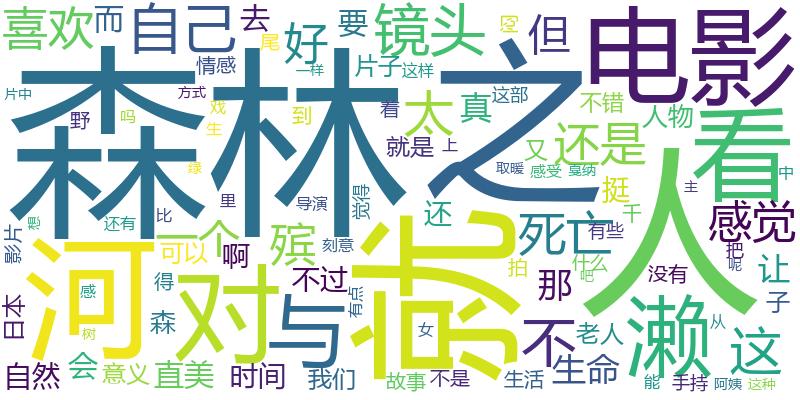 喜欢
而
自己
去
好
要
镜头
但
电影
情感
尾
一样
片子
这样
圀
片中
方式
森林之
戏
生
吗
野
到
着
太
真
这部
不错
人物
看
就是
上
又
还是
绿
里
取暖
感受
戛纳
挺
中
主
人
想
还有
比
导演
觉得
还
死亡
千
感觉
影片
河
一个
殡
刻意
有些
把
可以
啊
对
就
不过
有点
拍
那
什么
吧
没有
呢
让
日本
感
得
森
与
不
濑
子
这
树
女
老人
从
自然
会
意义
直美
时间
我们
故事
不是
生活
生命
能
手持
阿姨
这种